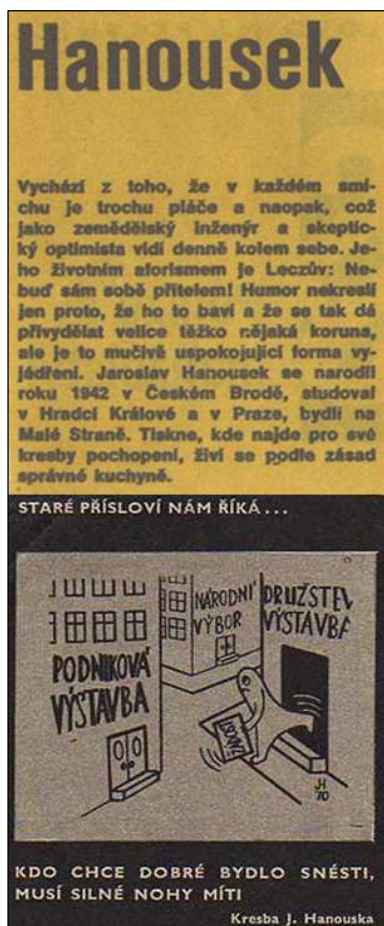 Hanousek
Vychází z toho, že v každém smí-
chu je trochu pláče a naopak, což
jako zemědělský inženýr a skeptic-
ký optimista vidí denně kolem sebe. Je-
ho životním aforismem je Leczův: Ne-
buď sám sobě přítelem! Humor nekreslí
jen proto, že ho to baví a že se tak dá
přivydělat velice těžko nějaká koruna,
ale je to mučivě uspokojující forma vy-
jádření. Jaroslav Hanousek se narodil
roku 1942 v Českém Brodě, studoval
v Hradci Králové a v Praze, bydlí na
Malé Straně. Tiskne, kde najde pro své
kresby pochopení, živí se podle zásad
správné kuchyně.
STARÉ PŘÍSLOVÍ NÁM ŘÍKÁ...
NÁRODNÍ
VÝBOR
DRUŽSTEV
VÝSTAVBA
PODNIKOVÁ
VÝSTAVBA
ŽÁDOST
JH
70
KDO CHCE DOBRÉ BYDLO SNÉSTI,
MUSÍ SILNÉ NOHY MÍTI
Kresba J. Hanouska